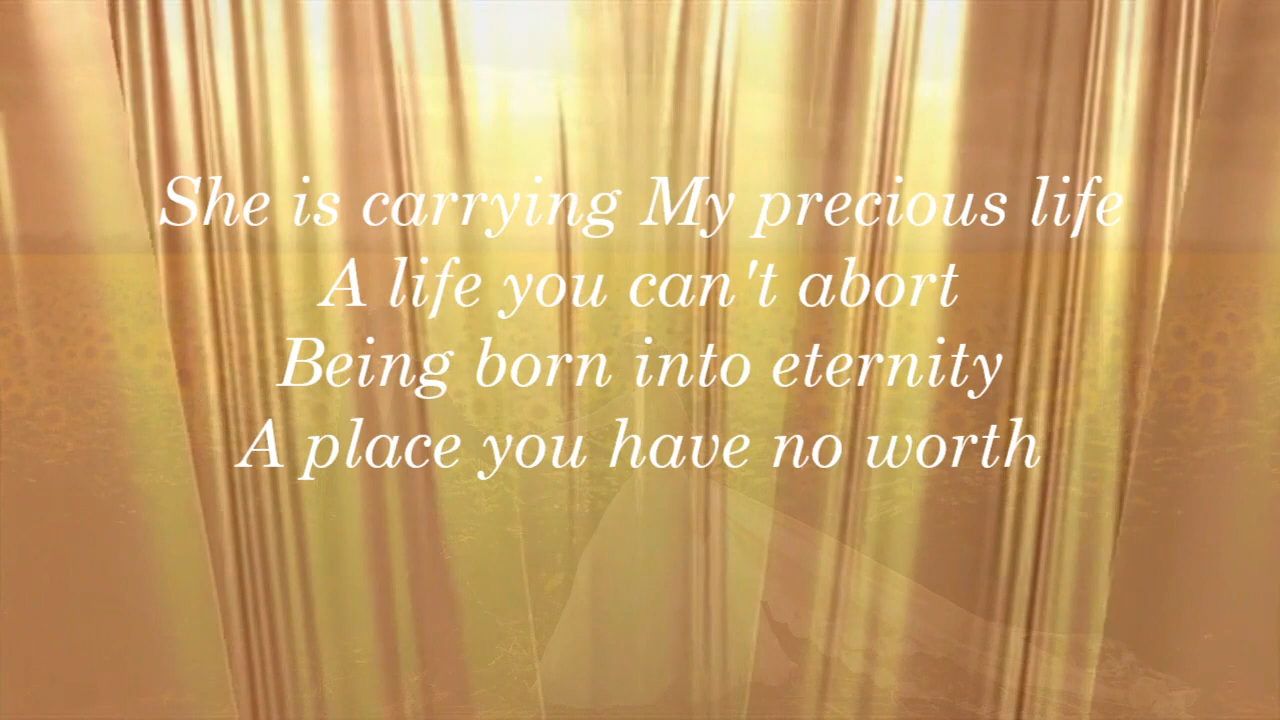 She is carrying My precious life
A life you can't abort
Being born into eternity
A place you have no worth